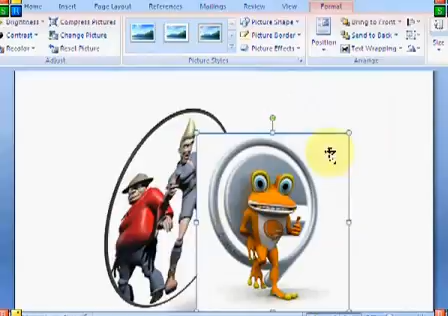 Home Insert Page Layout References Mailings Review View Format
Brightness Compress Pictures Picture Shape Bring to Front
Contrast Change Picture Picture Border Send to Back
Recolor Reset Picture Position Picture Effects Text Wrapping Size
Adjust Picture Styles Arrange